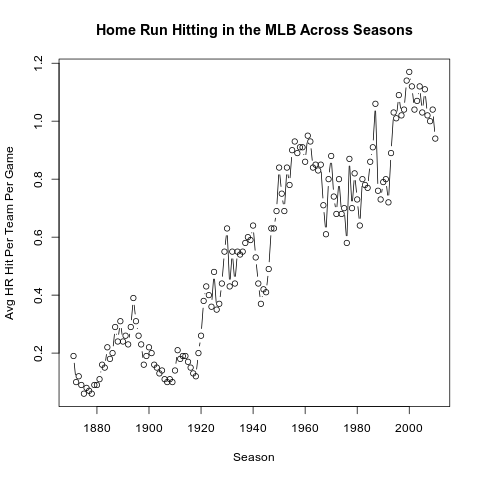 Home Run Hitting in the MLB Across Seasons
Avg HR Hit Per Team Per Game
1.2
1.0
0.8
0.6
0.4
0.2
1880 1900 1920 1940 1960 1980 2000
Season